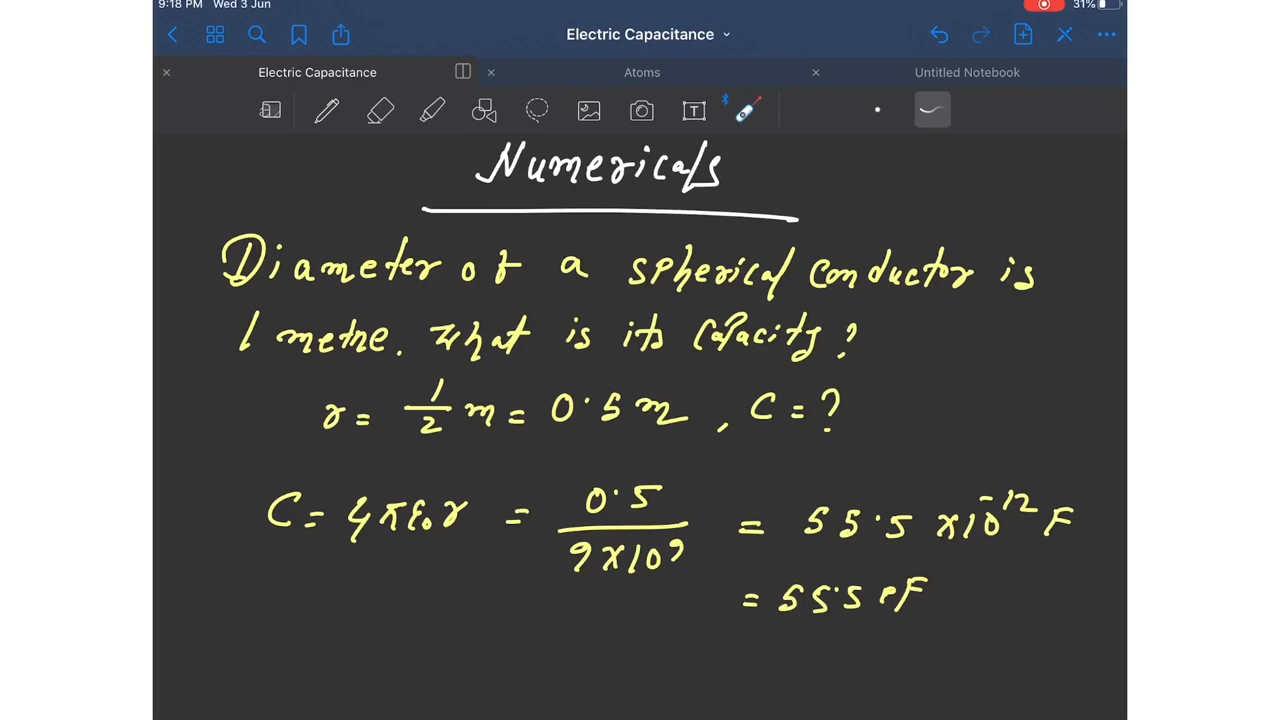 9:18 PM Wed 3 Jun 31%
Electric Capacitance
Electric Capacitance Atoms Untitled Notebook
T
Numericals
Diameter of a spherical conductor is
1 metre. What is its Capacity?
r = 1/2 m = 0.5 m, C = ?
C = 4πε₀r = 0.5 / 9×10⁹ = 55.5 ×10⁻¹² F
= 55.5 PF